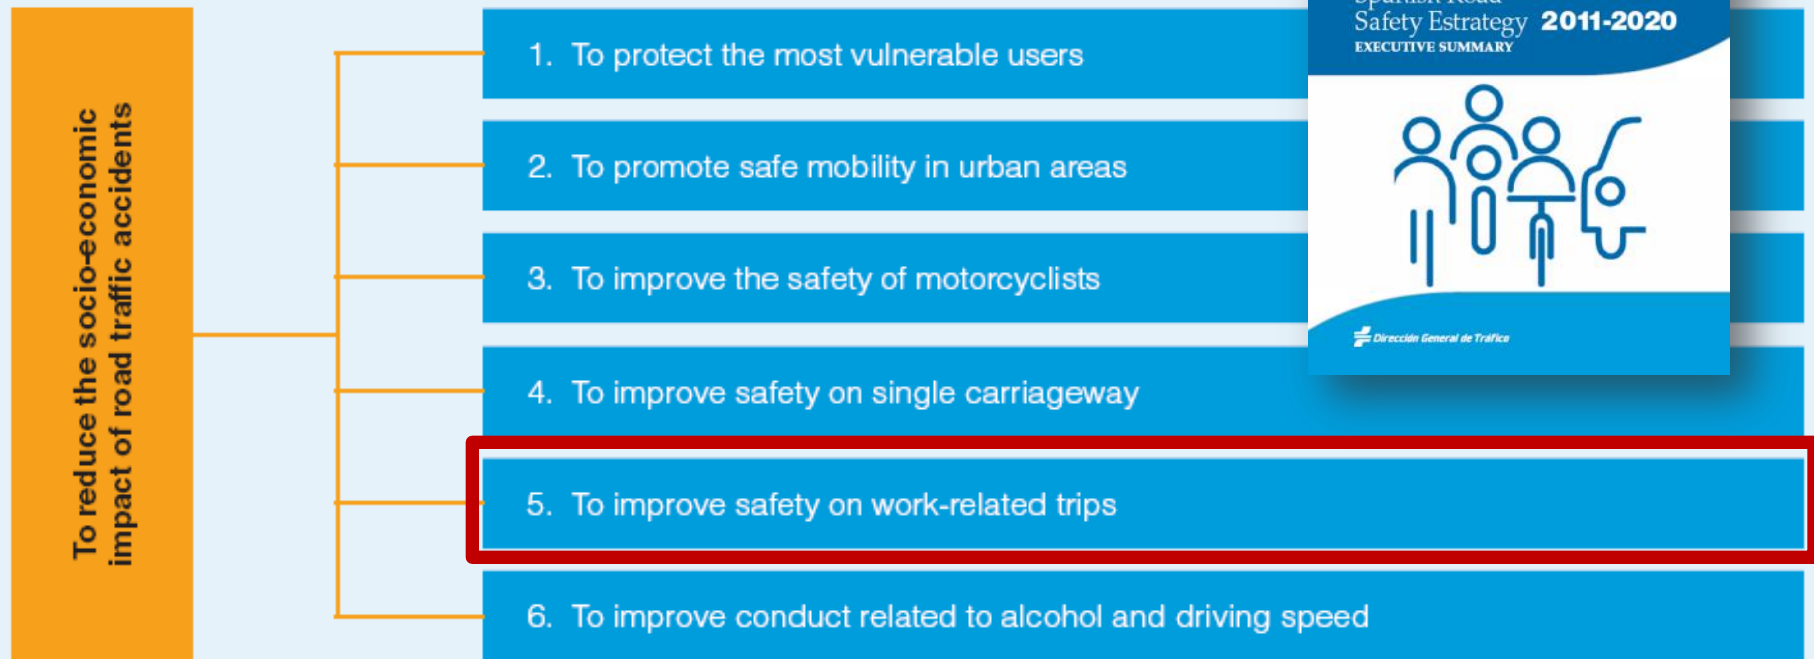 To reduce the socio-economic
impact of road traffic accidents
1. To protect the most vulnerable users
2. To promote safe mobility in urban areas
3. To improve the safety of motorcyclists
4. To improve safety on single carriageway
5. To improve safety on work-related trips
6. To improve conduct related to alcohol and driving speed
Spanish Road
Safety Estrategy 2011-2020
EXECUTIVE SUMMARY
Dirección General de Tráfico